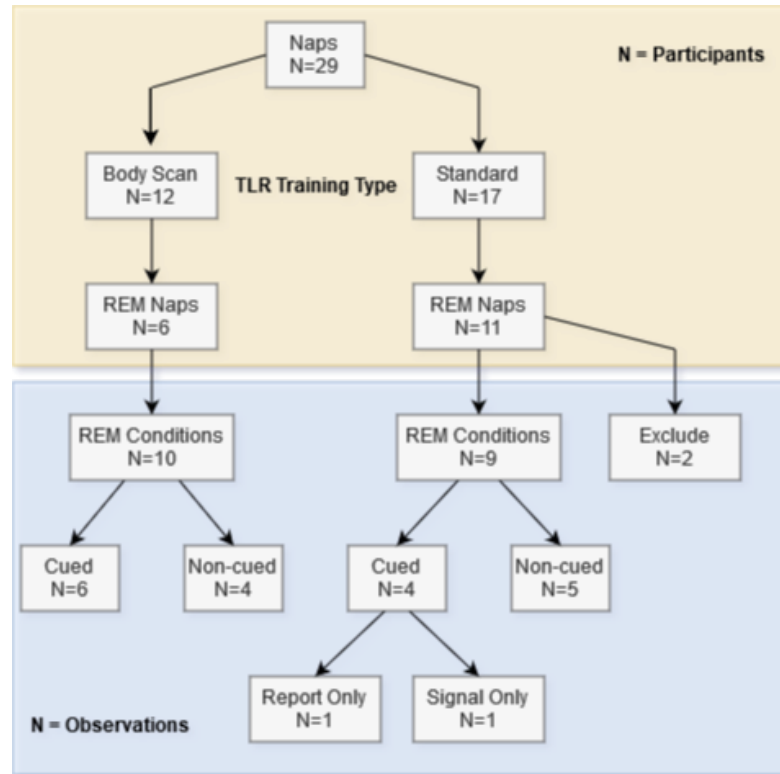 Naps
N=29
N = Participants
Body Scan
N=12
TLR Training Type
Standard
N=17
REM Naps
N=6
REM Naps
N=11
REM Conditions
N=10
REM Conditions
N=9
Exclude
N=2
Cued
N=6
Non-cued
N=4
Cued
N=4
Non-cued
N=5
Report Only
N=1
Signal Only
N=1
N = Observations